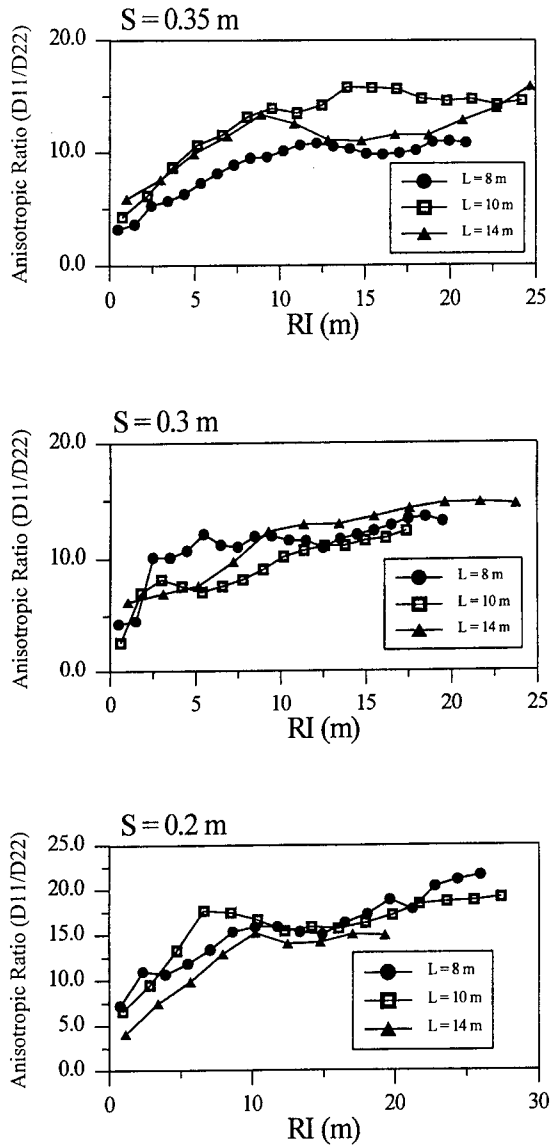 S = 0.35 m
Anisotropic Ratio (D11/D22)
20.0
10.0
0.0
L = 8 m
L = 10 m
L = 14 m
0 5 10 15 20 25
RI (m)
S = 0.3 m
Anisotropic Ratio (D11/D22)
20.0
10.0
0.0
L = 8 m
L = 10 m
L = 14 m
0 5 10 15 20 25
RI (m)
S = 0.2 m
Anisotropic Ratio (D11/D22)
25.0
20.0
15.0
10.0
5.0
0.0
L = 8 m
L = 10 m
L = 14 m
0 10 20 30
RI (m)